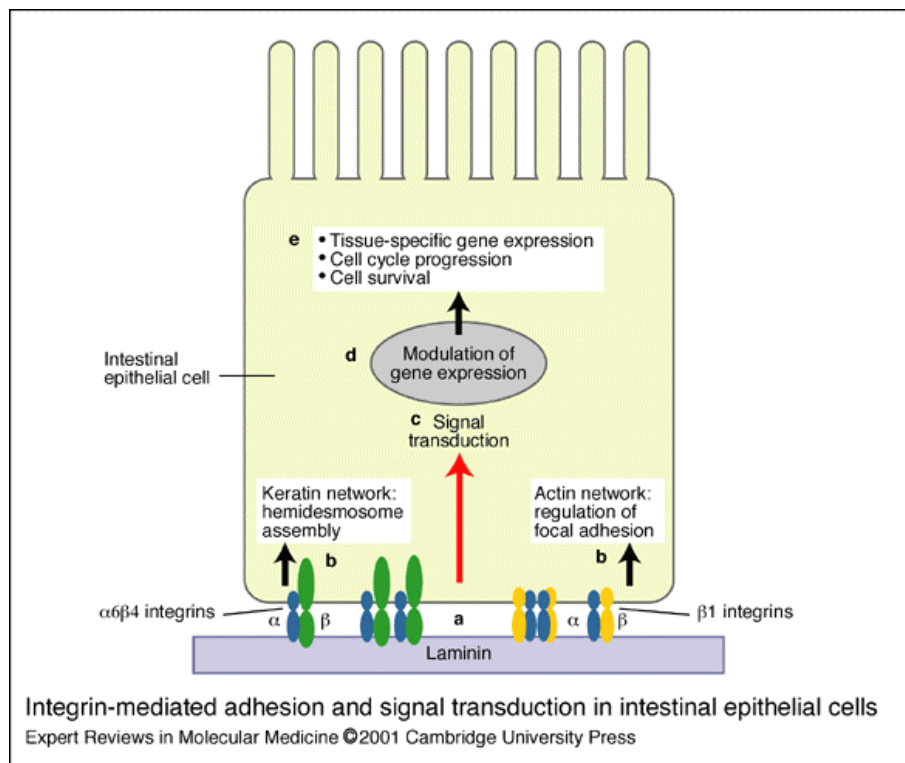 e • Tissue-specific gene expression
• Cell cycle progression
• Cell survival
d Modulation of
gene expression
Intestinal
epithelial cell
c Signal
transduction
Keratin network:
hemidesmosome
assembly
b
Actin network:
regulation of
focal adhesion
b
α6β4 integrins
α β a α β
β1 integrins
Laminin
Integrin-mediated adhesion and signal transduction in intestinal epithelial cells
Expert Reviews in Molecular Medicine ©2001 Cambridge University Press